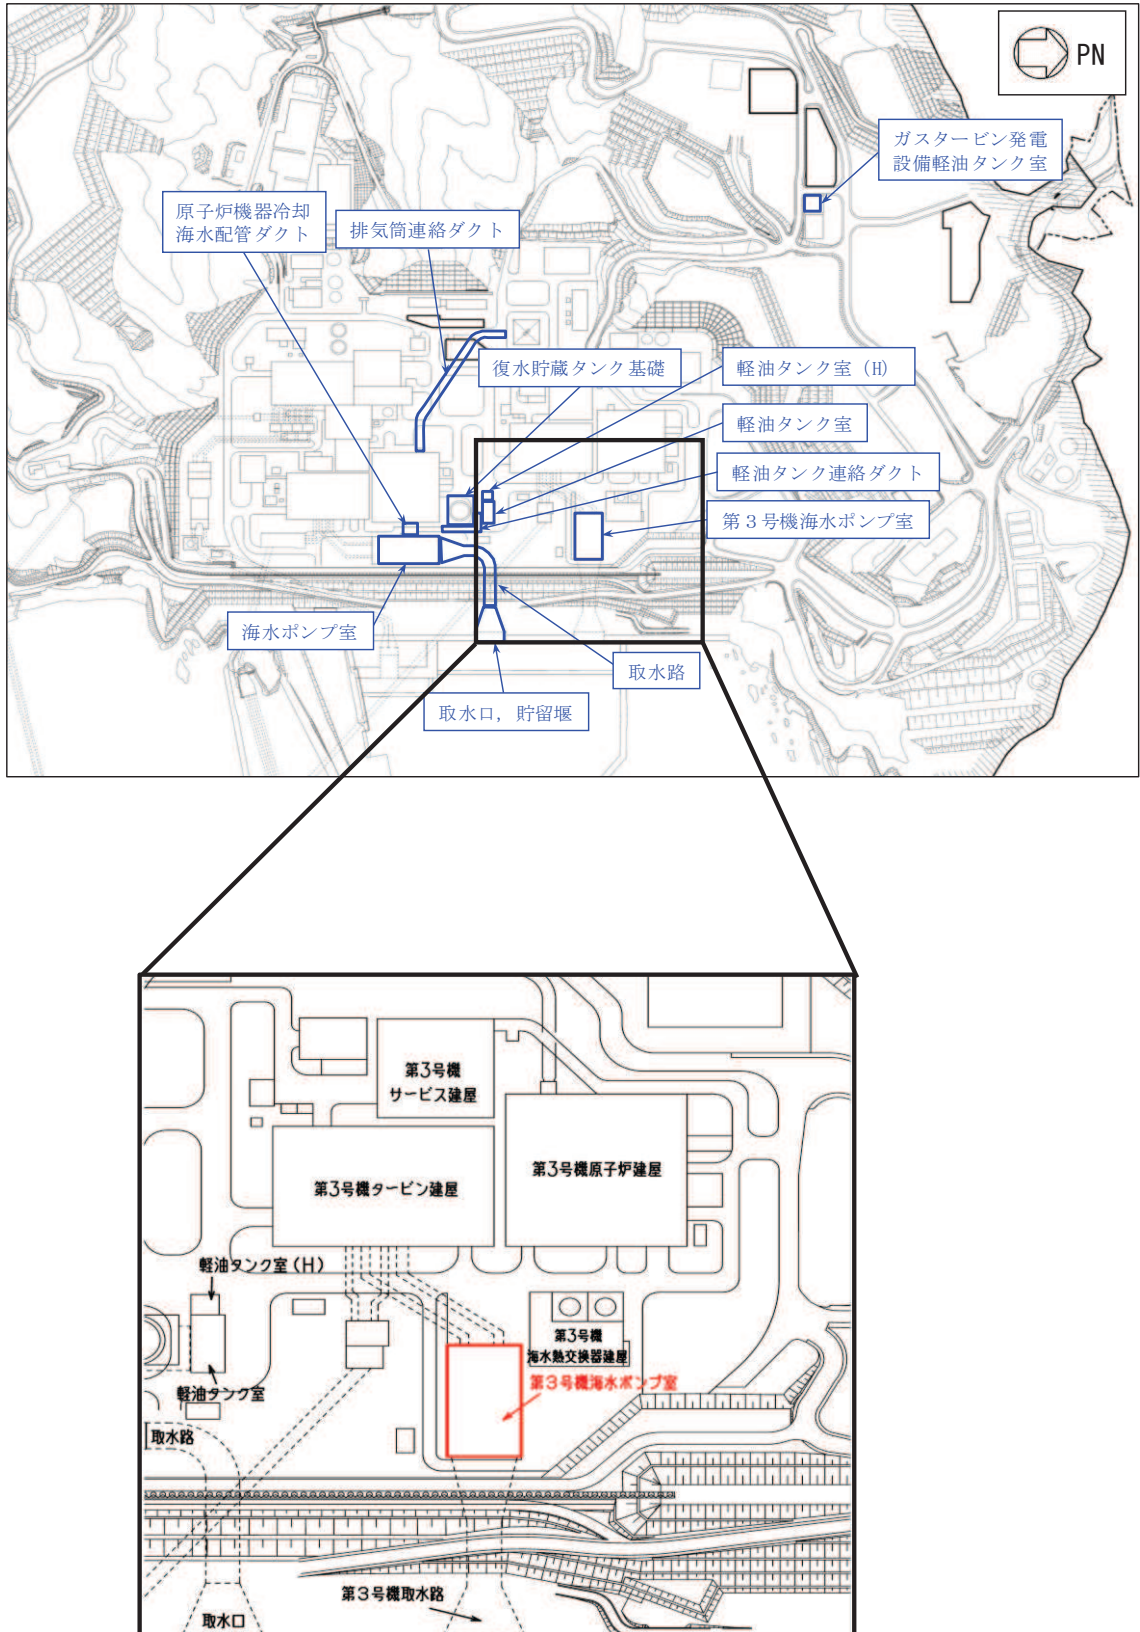 PN
ガスタービン発電
設備軽油タンク室
原子炉機器冷却
海水配管ダクト
排気筒連絡ダクト
復水貯蔵タンク基礎
軽油タンク室（H）
軽油タンク室
軽油タンク連絡ダクト
第３号機海水ポンプ室
海水ポンプ室
取水路
取水口，貯留堰
第3号機
サービス建屋
第3号機タービン建屋
第3号機原子炉建屋
軽油タンク室（H）
第3号機
海水熱交換器建屋
第３号機海水ポンプ室
軽油タンク室
取水路
第３号機取水路
取水口